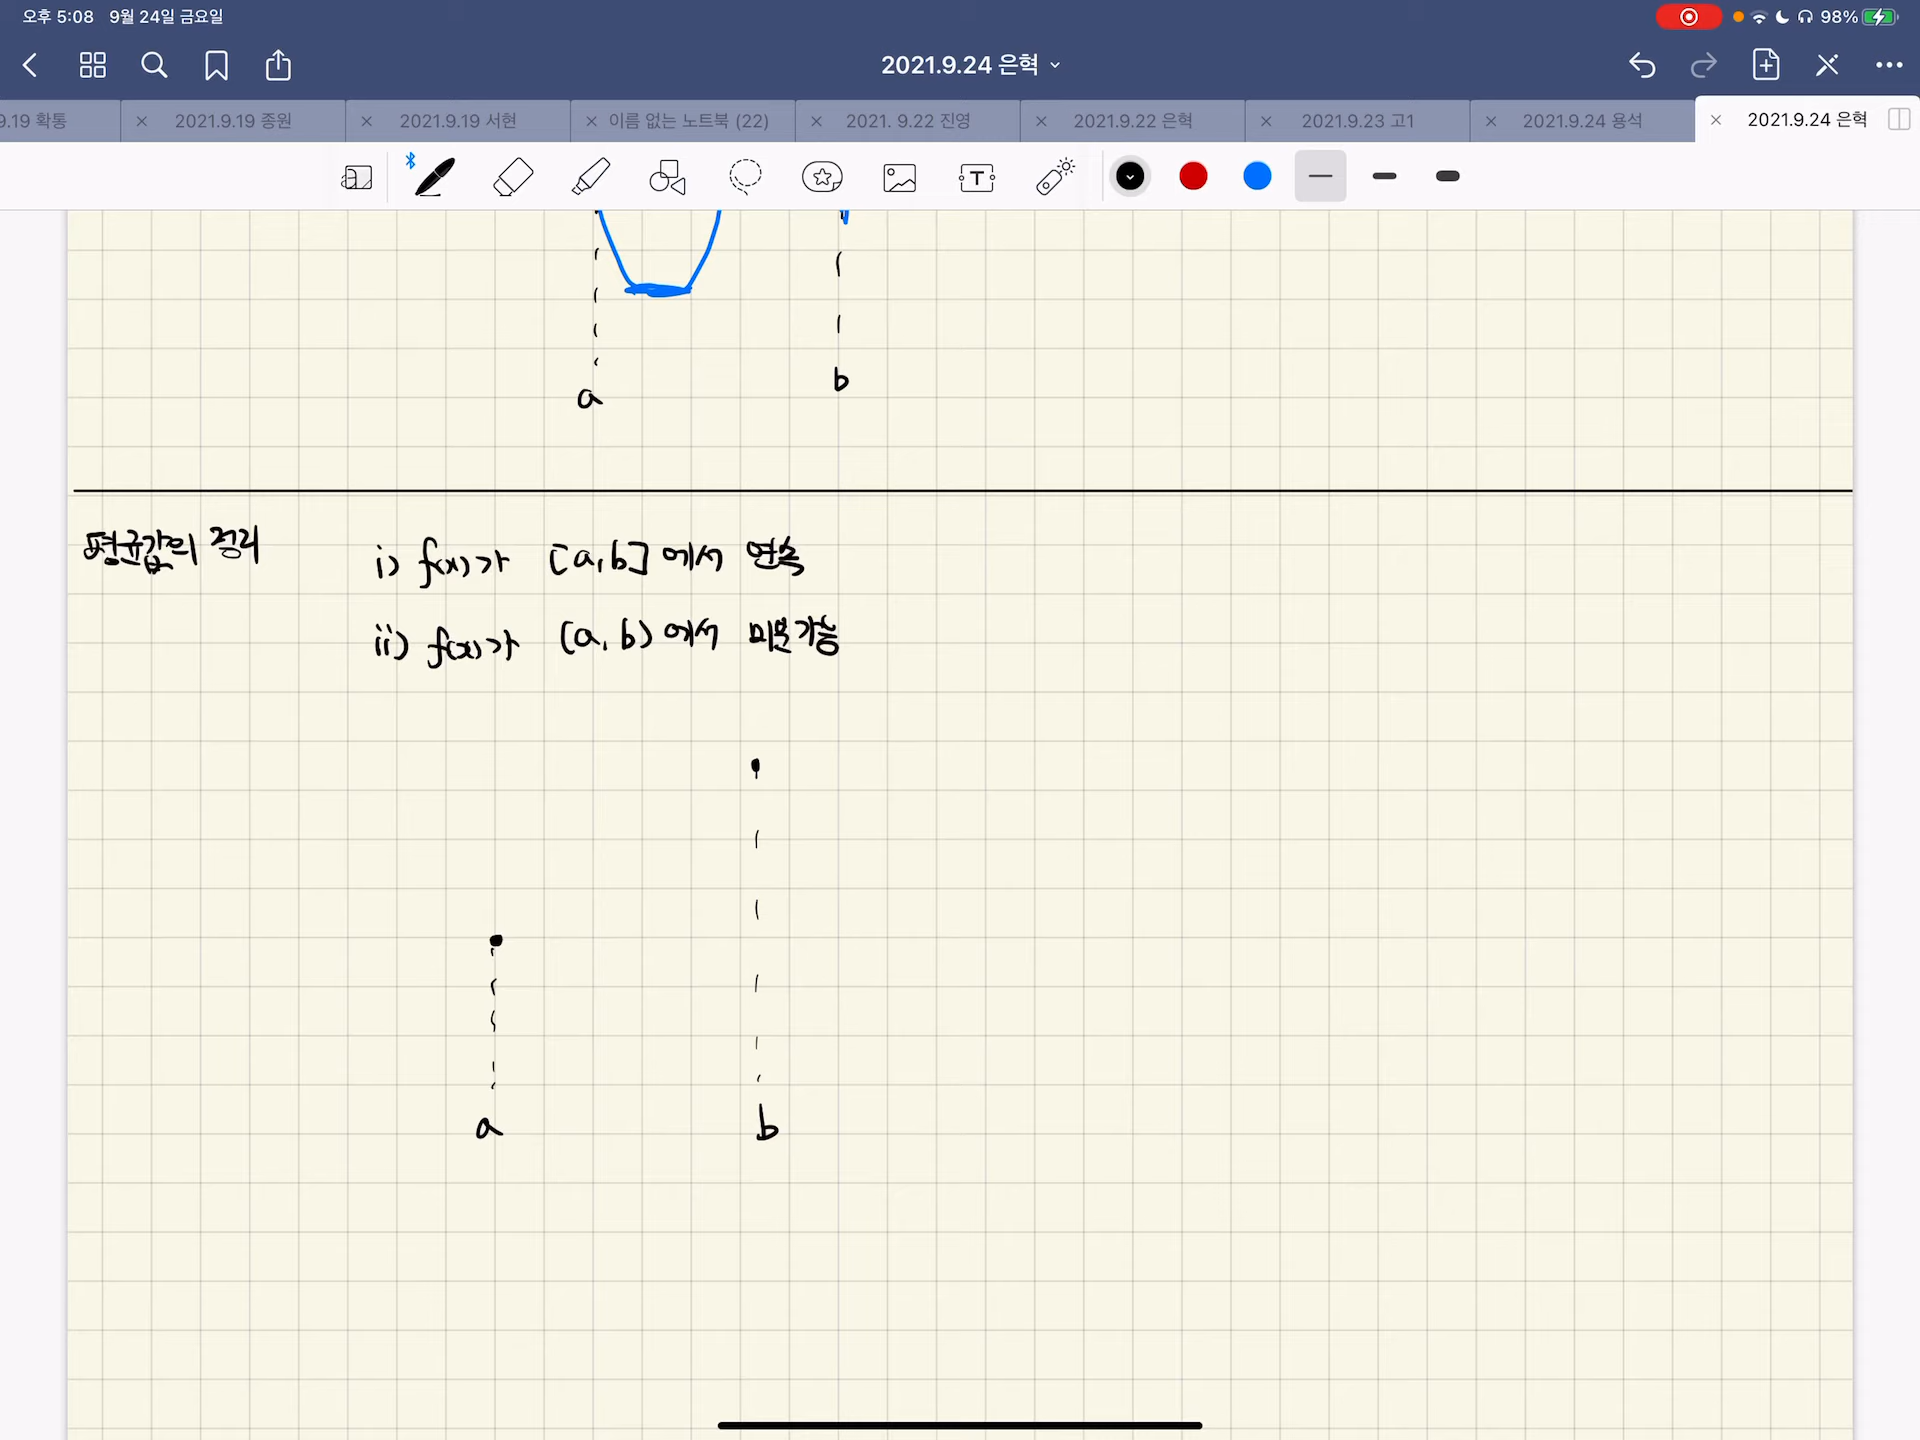 오후 5:08 9월 24일 금요일 98%
2021.9.24 은혁
9.19 확통 2021.9.19 종원 2021.9.19 서현 이름 없는 노트북 (22) 2021. 9.22 진영 2021.9.22 은혁 2021.9.23 고1 2021.9.24 용석 2021.9.24 은혁
a b
평균값의 정리 i) f(x)가 [a,b]에서 연속
ii) f(x)가 (a, b)에서 미분가능
a b